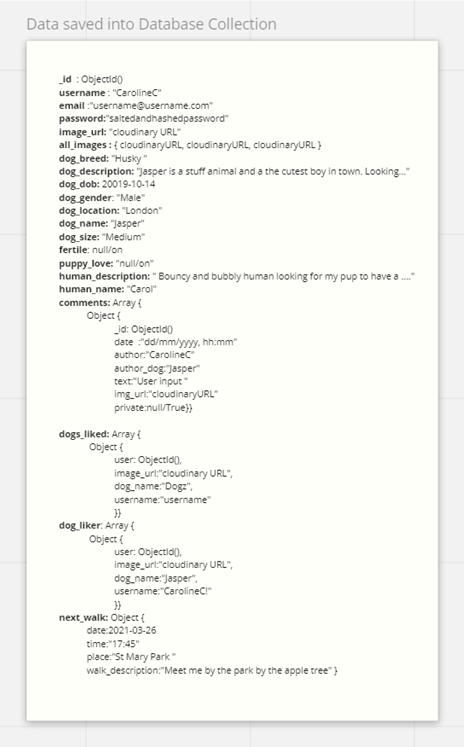 Data saved into Database Collection
_id : ObjectId()
username : "CarolineC"
email :"username@username.com"
password:"saltedandhashedpassword"
image_url: "cloudinary URL"
all_images : { cloudinaryURL, cloudinaryURL, cloudinaryURL }
dog_breed: "Husky "
dog_description: "Jasper is a stuff animal and a the cutest boy in town. Looking..."
dog_dob: 20019-10-14
dog_gender: "Male"
dog_location: "London"
dog_name: "Jasper"
dog_size: "Medium"
fertile: null/on
puppy_love: "null/on"
human_description: " Bouncy and bubbly human looking for my pup to have a ...."
human_name: "Carol"
comments: Array {
Object {
_id: ObjectId()
date :"dd/mm/yyyy, hh:mm"
author:"CarolineC"
author_dog:"Jasper"
text:"User input "
img_url:"cloudinaryURL"
private:null/True}}
dogs_liked: Array {
Object {
user: ObjectId(),
image_url:"cloudinary URL",
dog_name:"Dogz",
username:"username"
}}
dog_liker: Array {
Object {
user: ObjectId(),
image_url:"cloudinary URL",
dog_name:"Jasper",
username:"CarolineC!"
}}
next_walk: Object {
date:2021-03-26
time:"17:45"
place:"St Mary Park "
walk_description:"Meet me by the park by the apple tree" }